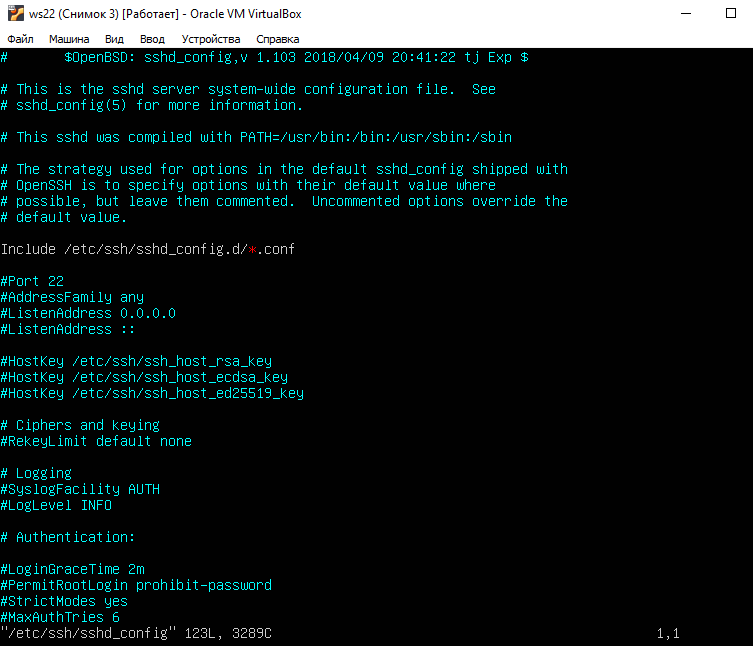 ws22 (Снимок 3) [Работает] - Oracle VM VirtualBox
Файл Машина Вид Ввод Устройства Справка
#       $OpenBSD: sshd_config,v 1.103 2018/04/09 20:41:22 tj Exp $
# This is the sshd server system-wide configuration file.  See
# sshd_config(5) for more information.
# This sshd was compiled with PATH=/usr/bin:/bin:/usr/sbin:/sbin
# The strategy used for options in the default sshd_config shipped with
# OpenSSH is to specify options with their default value where
# possible, but leave them commented.  Uncommented options override the
# default value.
Include /etc/ssh/sshd_config.d/*.conf
#Port 22
#AddressFamily any
#ListenAddress 0.0.0.0
#ListenAddress ::
#HostKey /etc/ssh/ssh_host_rsa_key
#HostKey /etc/ssh/ssh_host_ecdsa_key
#HostKey /etc/ssh/ssh_host_ed25519_key
# Ciphers and keying
#RekeyLimit default none
# Logging
#SyslogFacility AUTH
#LogLevel INFO
# Authentication:
#LoginGraceTime 2m
#PermitRootLogin prohibit-password
#StrictModes yes
#MaxAuthTries 6
"/etc/ssh/sshd_config" 123L, 3289C 1,1